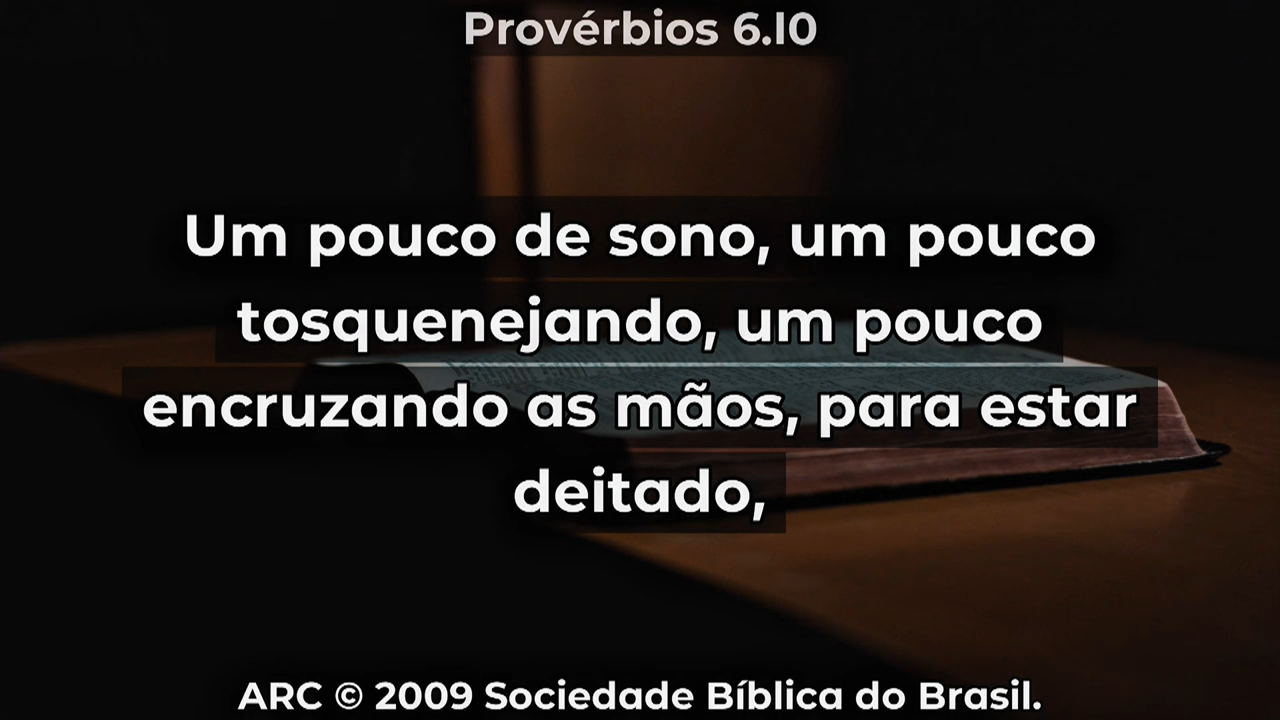 Provérbios 6.10
Um pouco de sono, um pouco
tosquenejando, um pouco
encruzando as mãos, para estar
deitado,
ARC © 2009 Sociedade Bíblica do Brasil.